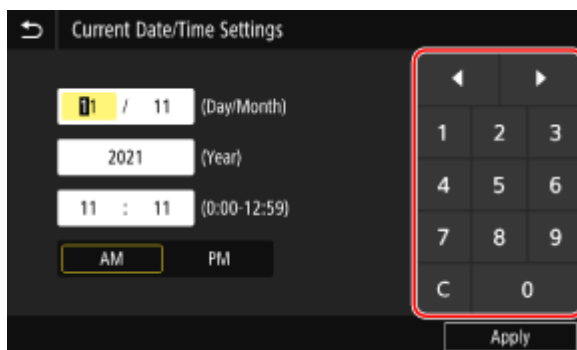 Current Date/Time Settings
11 / 11 (Day/Month)
2021 (Year)
11 : 11 (0:00-12:59)
AM PM
1 2 3
4 5 6
7 8 9
C 0
Apply